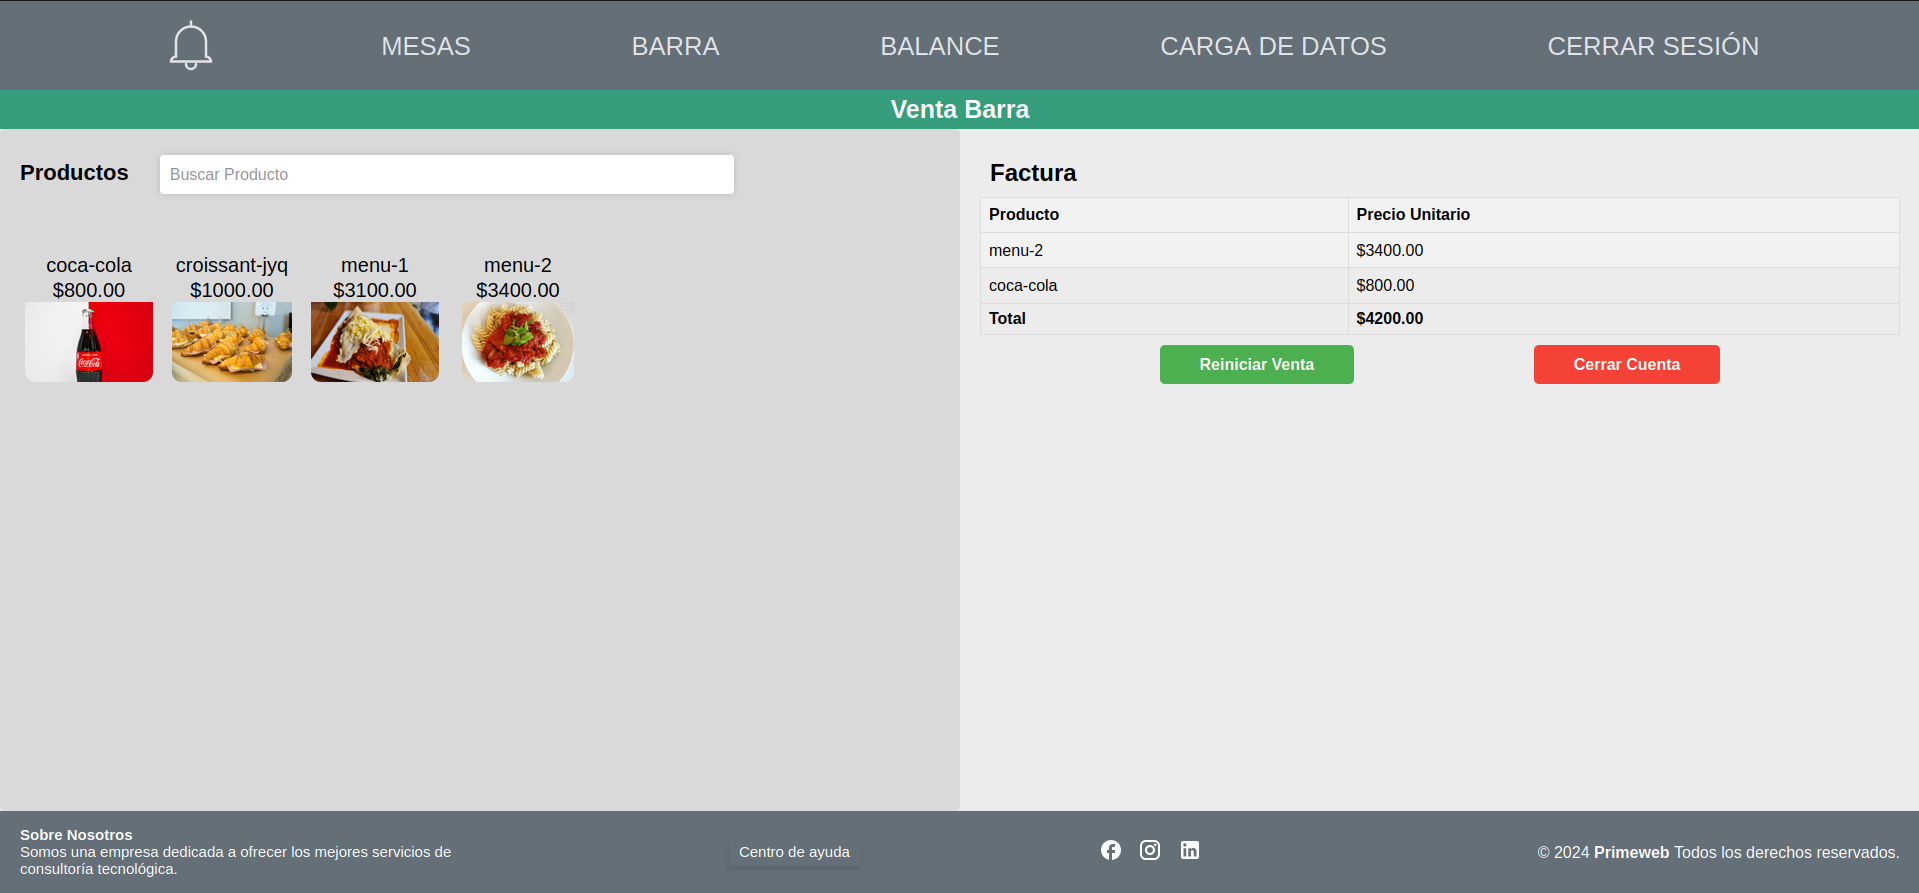 MESAS BARRA BALANCE CARGA DE DATOS CERRAR SESIÓN
Venta Barra
Productos
Buscar Producto
coca-cola
$800.00
Coca-Cola
croissant-jyq
$1000.00
menu-1
$3100.00
menu-2
$3400.00
Factura
Producto Precio Unitario
menu-2 $3400.00
coca-cola $800.00
Total $4200.00
Reiniciar Venta Cerrar Cuenta
Sobre Nosotros
Somos una empresa dedicada a ofrecer los mejores servicios de
consultoría tecnológica.
Centro de ayuda
© 2024 Primeweb Todos los derechos reservados.